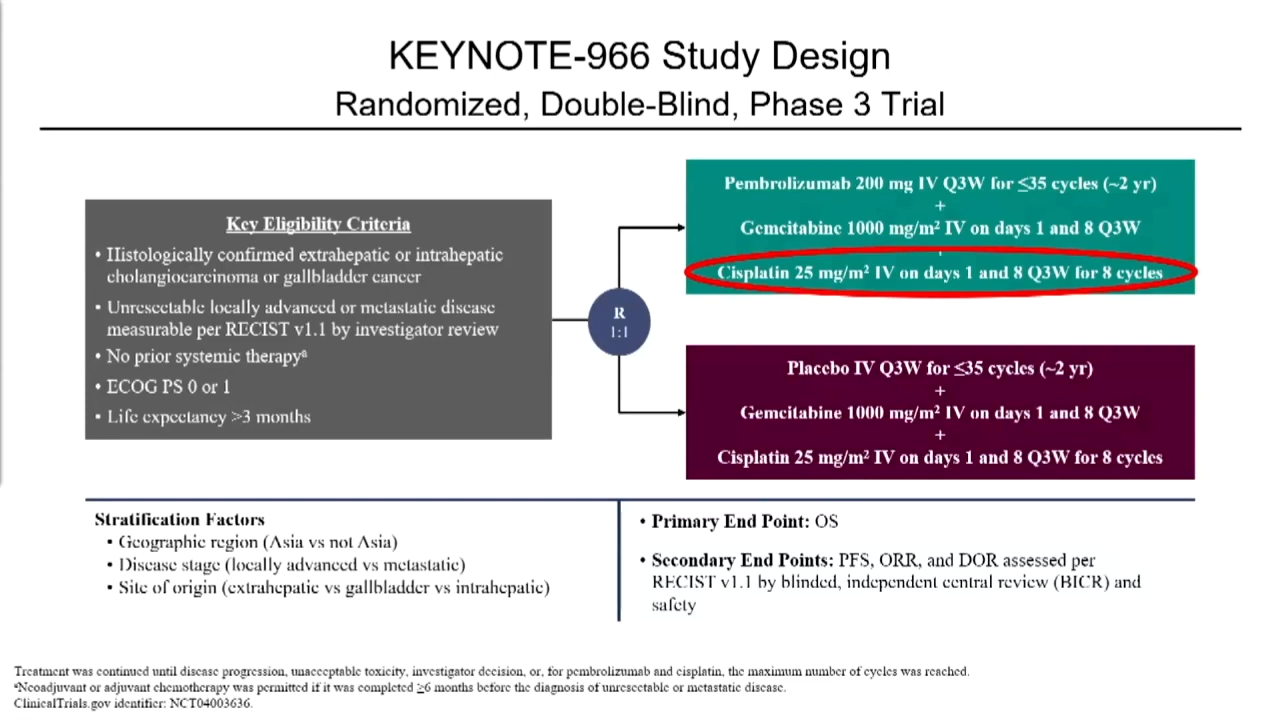 KEYNOTE-966 Study Design
Randomized, Double-Blind, Phase 3 Trial
Key Eligibility Criteria
• Histologically confirmed extrahepatic or intrahepatic
cholangiocarcinoma or gallbladder cancer
• Unresectable locally advanced or metastatic disease
measurable per RECIST v1.1 by investigator review
• No prior systemic therapyᵃ
• ECOG PS 0 or 1
• Life expectancy >3 months
R
1:1
Pembrolizumab 200 mg IV Q3W for ≤35 cycles (~2 yr)
+
Gemcitabine 1000 mg/m² IV on days 1 and 8 Q3W
+
Cisplatin 25 mg/m² IV on days 1 and 8 Q3W for 8 cycles
Placebo IV Q3W for ≤35 cycles (~2 yr)
+
Gemcitabine 1000 mg/m² IV on days 1 and 8 Q3W
+
Cisplatin 25 mg/m² IV on days 1 and 8 Q3W for 8 cycles
Stratification Factors
• Geographic region (Asia vs not Asia)
• Disease stage (locally advanced vs metastatic)
• Site of origin (extrahepatic vs gallbladder vs intrahepatic)
• Primary End Point: OS
• Secondary End Points: PFS, ORR, and DOR assessed per
RECIST v1.1 by blinded, independent central review (BICR) and
safety
Treatment was continued until disease progression, unacceptable toxicity, investigator decision, or, for pembrolizumab and cisplatin, the maximum number of cycles was reached.
ᵃNeoadjuvant or adjuvant chemotherapy was permitted if it was completed ≥6 months before the diagnosis of unresectable or metastatic disease.
ClinicalTrials.gov identifier: NCT04003636.